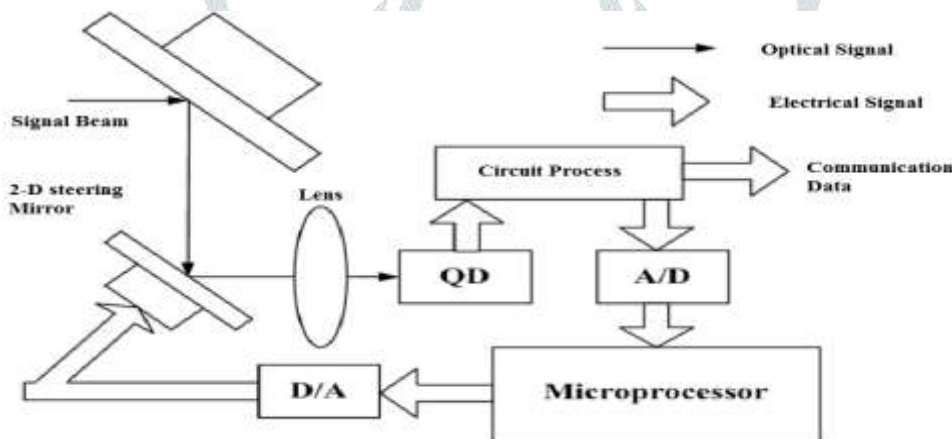 Optical Signal
Electrical Signal
Signal Beam
Circuit Process
Communication
Data
2-D steering
Mirror
Lens
QD
A/D
D/A
Microprocessor